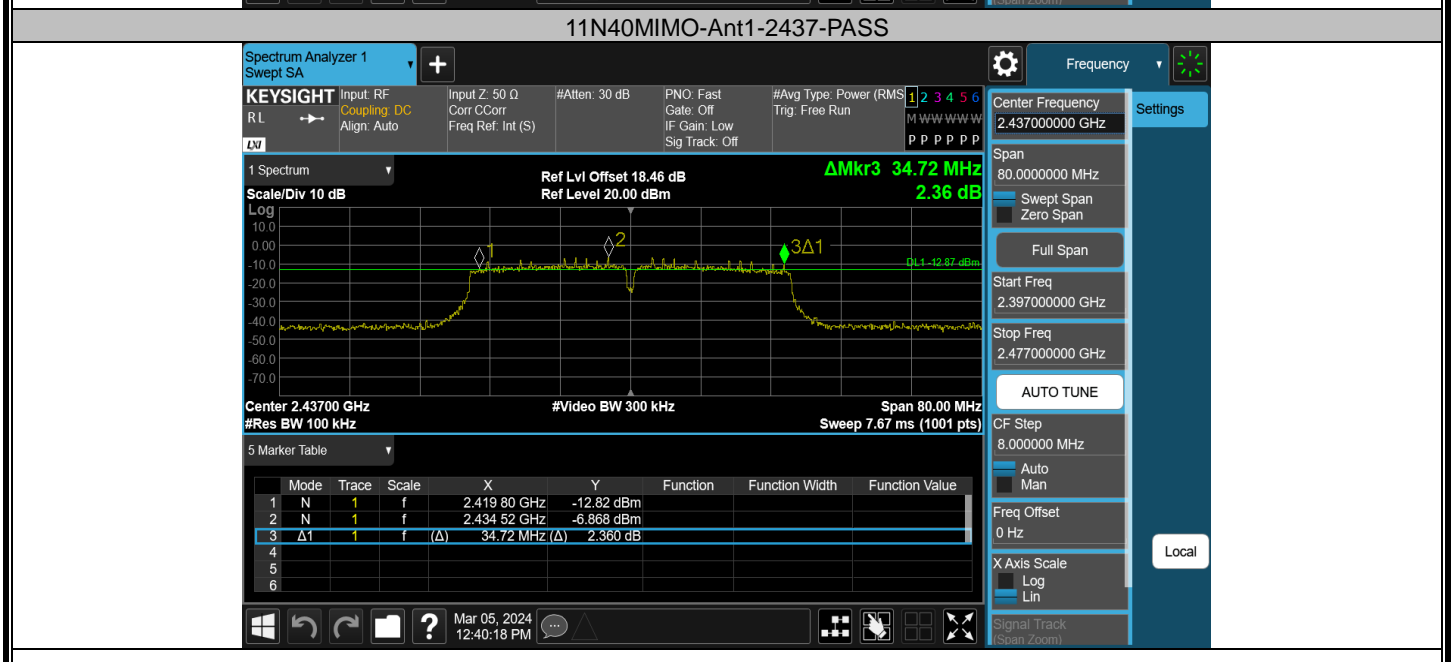 (Span Zoom)
11N40MIMO-Ant1-2437-PASS
Spectrum Analyzer 1
Swept SA
+
Frequency
KEYSIGHT
RL
LXI
Input: RF
Coupling: DC
Align: Auto
Input Z: 50 Ω
Corr CCorr
Freq Ref: Int (S)
#Atten: 30 dB
PNO: Fast
Gate: Off
IF Gain: Low
Sig Track: Off
#Avg Type: Power (RMS
Trig: Free Run
1 2 3 4 5 6
M W W W W W
P P P P P P
1 Spectrum
Scale/Div 10 dB
Ref Lvl Offset 18.46 dB
Ref Level 20.00 dBm
ΔMkr3 34.72 MHz
2.36 dB
Log
10.0
0.00
-10.0
-20.0
-30.0
-40.0
-50.0
-60.0
-70.0
1
2
3Δ1
DL1 -12.87 dBm
Center 2.43700 GHz
#Video BW 300 kHz
Span 80.00 MHz
#Res BW 100 kHz
Sweep 7.67 ms (1001 pts)
5 Marker Table
Mode Trace Scale X Y Function Function Width Function Value
1 N 1 f 2.419 80 GHz -12.82 dBm
2 N 1 f 2.434 52 GHz -6.868 dBm
3 Δ1 1 f (Δ) 34.72 MHz (Δ) 2.360 dB
4
5
6
?
Mar 05, 2024
12:40:18 PM
Center Frequency
2.437000000 GHz
Settings
Span
80.0000000 MHz
Swept Span
Zero Span
Full Span
Start Freq
2.397000000 GHz
Stop Freq
2.477000000 GHz
AUTO TUNE
CF Step
8.000000 MHz
Auto
Man
Freq Offset
0 Hz
X Axis Scale
Log
Lin
Local
Signal Track
(Span Zoom)